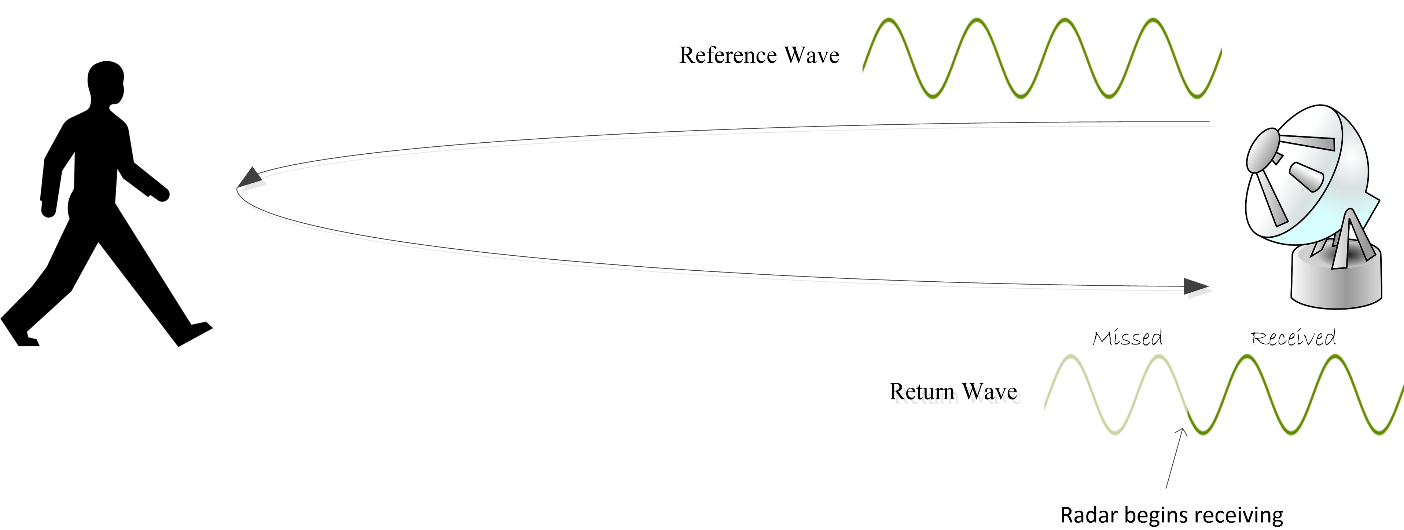 Reference Wave
Missed
Received
Return Wave
Radar begins receiving